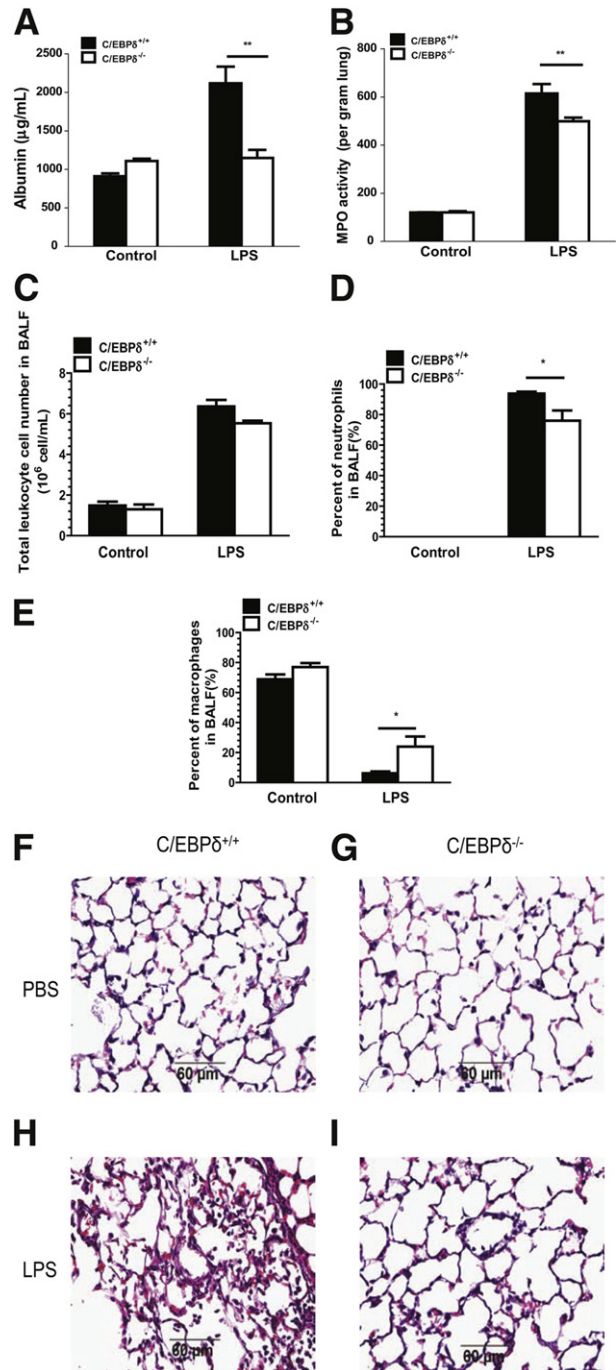 A
C/EBPδ+/+
C/EBPδ-/-
**
Albumin (μg/mL)
2500
2000
1500
1000
500
0
Control
LPS
B
C/EBPδ+/+
C/EBPδ-/-
**
MPO activity (per gram lung)
800
600
400
200
0
Control
LPS
C
C/EBPδ+/+
C/EBPδ-/-
Total leukocyte cell number in BALF
(10^6 cell/mL)
8
6
4
2
0
Control
LPS
D
C/EBPδ+/+
C/EBPδ-/-
*
Percent of neutrophils
in BALF(%)
100
80
60
40
20
0
Control
LPS
E
C/EBPδ+/+
C/EBPδ-/-
*
Percent of macrophages
in BALF(%)
100
80
60
40
20
0
Control
LPS
C/EBPδ+/+
C/EBPδ-/-
F
G
PBS
60 μm
60 μm
H
I
LPS
60 μm
60 μm